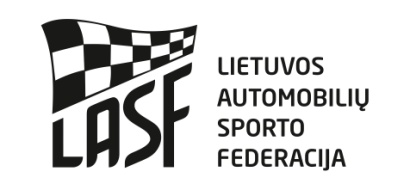 LASF
LIETUVOS
AUTOMOBILIŲ
SPORTO
FEDERACIJA